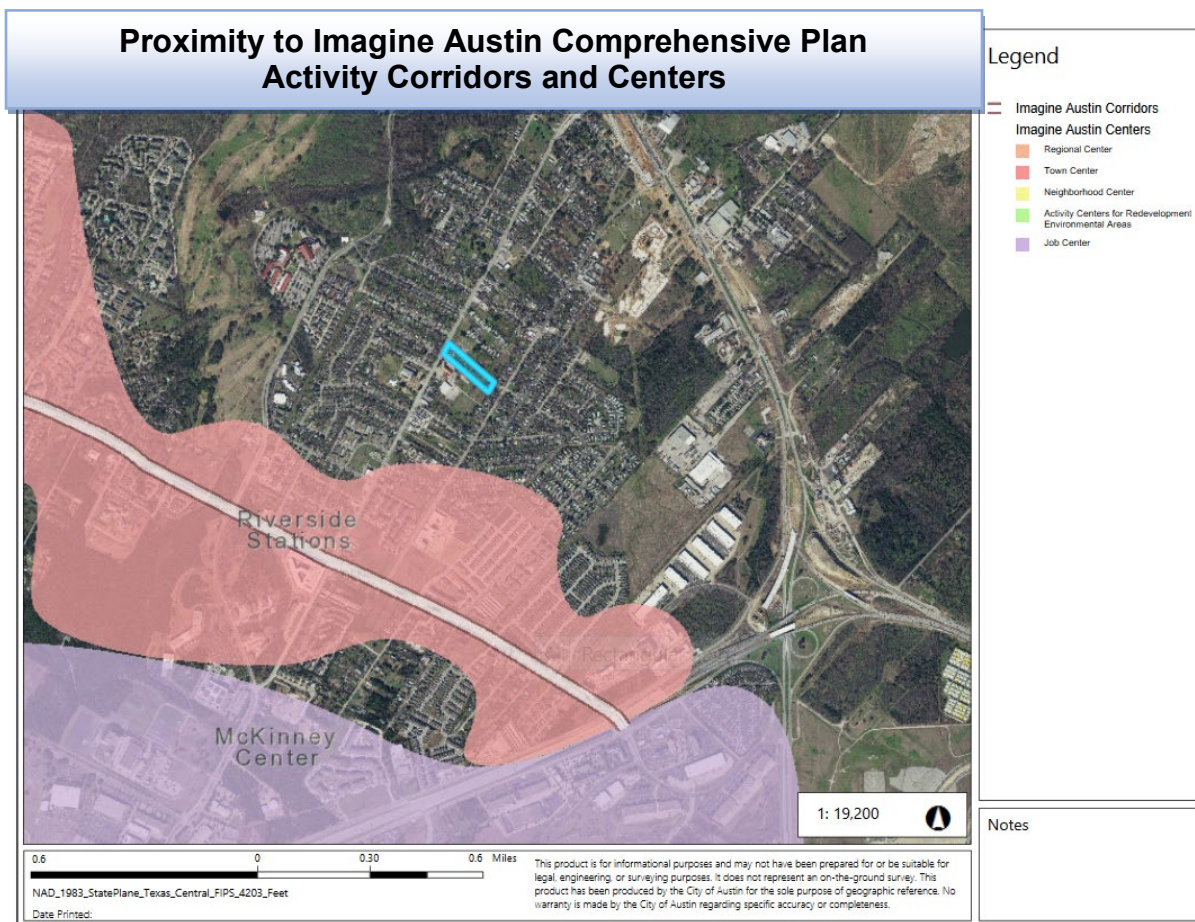 Proximity to Imagine Austin Comprehensive Plan
Activity Corridors and Centers
Legend
Imagine Austin Corridors
Imagine Austin Centers
Regional Center
Town Center
Neighborhood Center
Activity Centers for Redevelopment
Environmental Areas
Job Center
Riverside
Stations
Rectangular
McKinney
Center
1: 19,200
Notes
0.6 0 0.30 0.6 Miles
NAD_1983_StatePlane_Texas_Central_FIPS_4203_Feet
Date Printed:
This product is for informational purposes and may not have been prepared for or be suitable for
legal, engineering, or surveying purposes. It does not represent an on-the-ground survey. This
product has been produced by the City of Austin for the sole purpose of geographic reference. No
warranty is made by the City of Austin regarding specific accuracy or completeness.